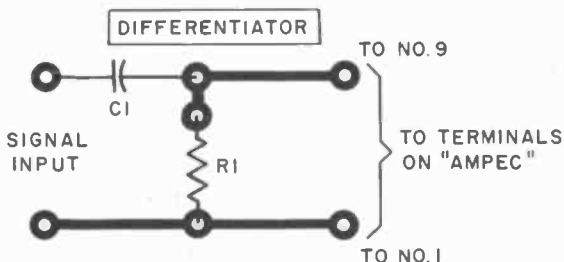 DIFFERENTIATOR
TO NO. 9
C1
SIGNAL
INPUT
R1
TO TERMINALS
ON "AMPEC"
TO NO. 1